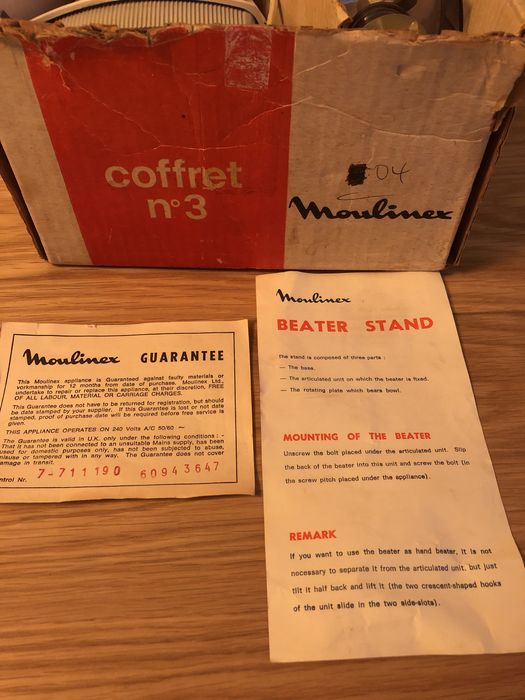 coffret
n°3
04
Moulinex
Moulinex GUARANTEE
This Moulinex appliance is Guaranteed against faulty materials or
workmanship for 12 months from date of purchase. Moulinex Ltd.,
undertake to repair or replace this appliance, at their discretion, FREE
OF ALL LABOUR, MATERIAL OR CARRIAGE CHARGES.
This Guarantee does not have to be returned for registration, but should
be date stamped by your supplier. If this Guarantee is lost or not date
stamped, proof of purchase date will be required before free service is
given.
THIS APPLIANCE OPERATES ON 240 Volts A/C 50/60 ~
The Guarantee is valid in U.K. only under the following conditions : -
That it has not been connected to an unsuitable Mains supply, has been
used for domestic purposes only, has not been subjected to abuse,
misuse or tampered with in any way. The Guarantee does not cover
damage in transit.
7-711190 60943647
Control Nr.
Moulinex
BEATER STAND
The stand is composed of three parts :
— The base.
— The articulated unit on which the beater is fixed.
— The rotating plate which bears bowl.
MOUNTING OF THE BEATER
Unscrew the bolt placed under the articulated unit. Slip
the back of the beater into this unit and screw the bolt (in
the screw pitch placed under the appliance).
REMARK
If you want to use the beater as hand beater, it is not
necessary to separate it from the articulated unit, but just
tilt it half back and lift it (the two crescent-shaped hooks
of the unit slide in the two side-slots).